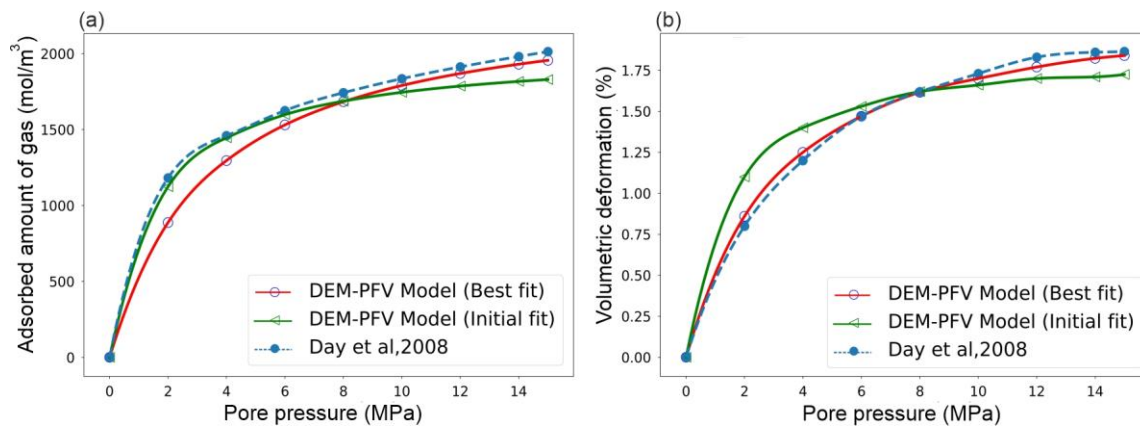 (a)
Adsorbed amount of gas (mol/m³)
2000
1500
1000
500
0
0 2 4 6 8 10 12 14
Pore pressure (MPa)
DEM-PFV Model (Best fit)
DEM-PFV Model (Initial fit)
Day et al,2008
(b)
Volumetric deformation (%)
1.75
1.50
1.25
1.00
0.75
0.50
0.25
0.00
0 2 4 6 8 10 12 14
Pore pressure (MPa)
DEM-PFV Model (Best fit)
DEM-PFV Model (Initial fit)
Day et al,2008